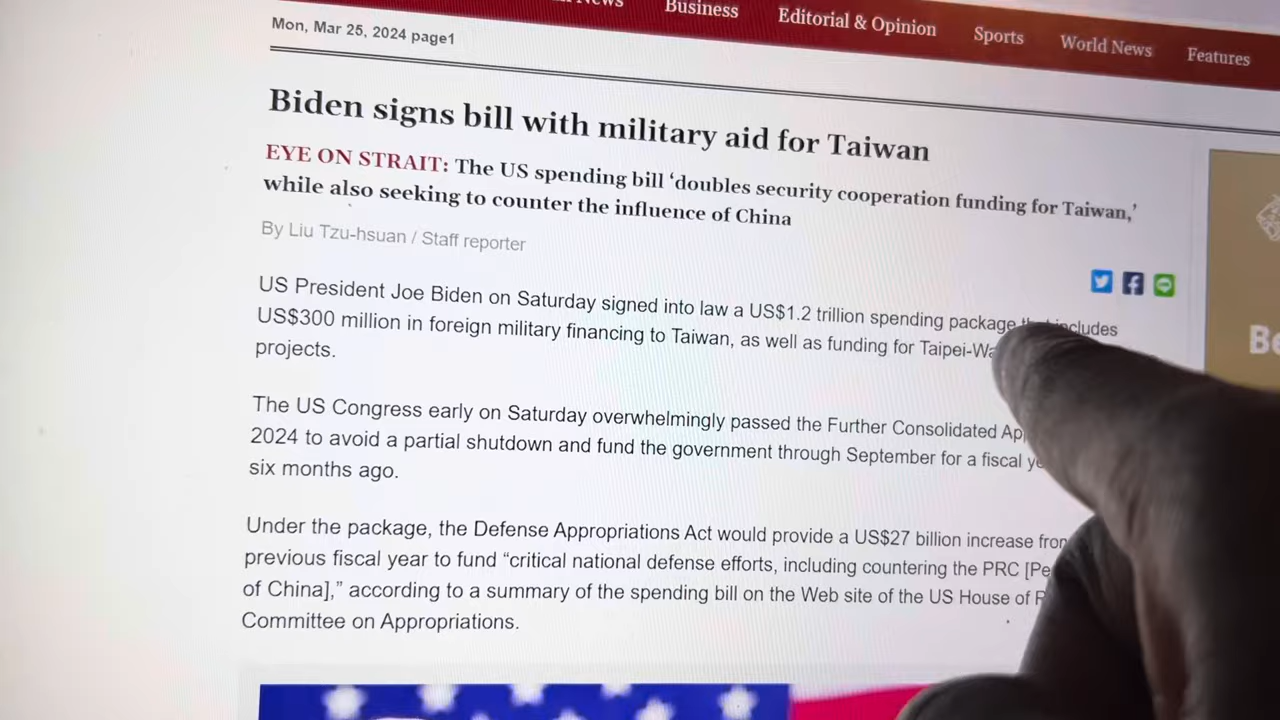 News Business Editorial & Opinion Sports World News Features
Mon, Mar 25, 2024 page1
Biden signs bill with military aid for Taiwan
EYE ON STRAIT: The US spending bill ‘doubles security cooperation funding for Taiwan,’
while also seeking to counter the influence of China
By Liu Tzu-hsuan / Staff reporter
US President Joe Biden on Saturday signed into law a US$1.2 trillion spending package that includes
US$300 million in foreign military financing to Taiwan, as well as funding for Taipei-Wa
projects.
The US Congress early on Saturday overwhelmingly passed the Further Consolidated Ap
2024 to avoid a partial shutdown and fund the government through September for a fiscal ye
six months ago.
Under the package, the Defense Appropriations Act would provide a US$27 billion increase from
previous fiscal year to fund “critical national defense efforts, including countering the PRC [Pe
of China],” according to a summary of the spending bill on the Web site of the US House of R
Committee on Appropriations.
Be